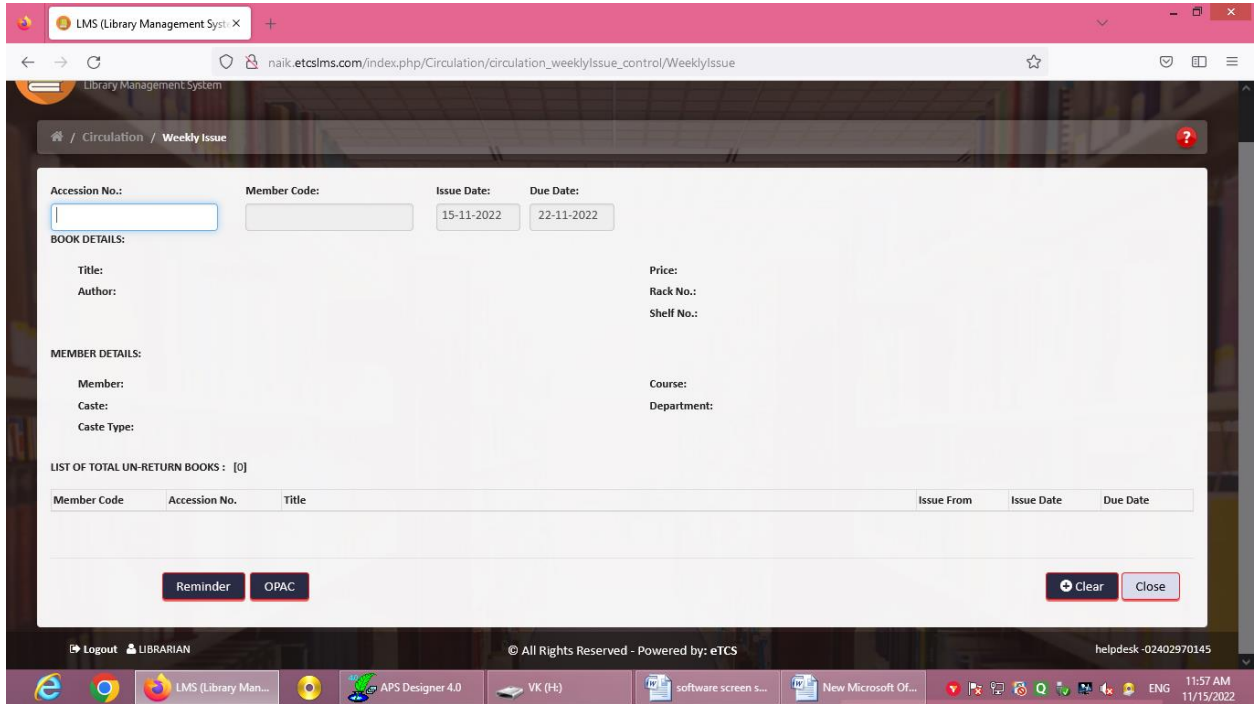 LMS (Library Management Syst
naik.etcslms.com/index.php/Circulation/circulation_weeklyIssue_control/WeeklyIssue
Library Management System
/ Circulation / Weekly Issue
?
Accession No.: Member Code: Issue Date: Due Date:
15-11-2022 22-11-2022
BOOK DETAILS:
Title: Price:
Author: Rack No.:
Shelf No.:
MEMBER DETAILS:
Member: Course:
Caste: Department:
Caste Type:
LIST OF TOTAL UN-RETURN BOOKS : [0]
Member Code Accession No. Title Issue From Issue Date Due Date
Reminder OPAC Clear Close
Logout LIBRARIAN © All Rights Reserved - Powered by: eTCS helpdesk -02402970145
LMS (Library Man... APS Designer 4.0 VK (H:) software screen s... New Microsoft Of... ENG 11:57 AM
11/15/2022